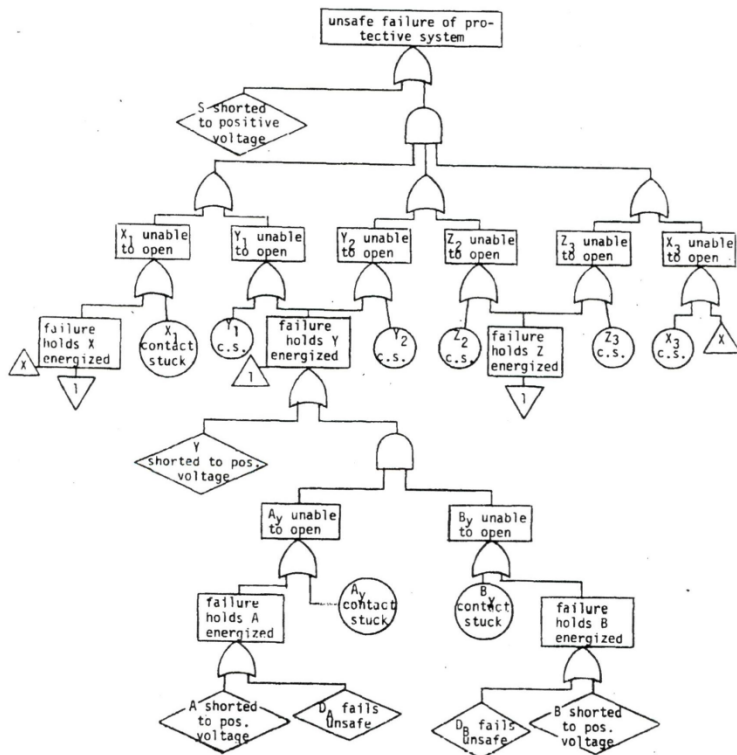 unsafe failure of pro-
tective system
S shorted
to positive
voltage
X1 unable
to open
Y1 unable
to open
Y2 unable
to open
Z2 unable
to open
Z3 unable
to open
X3 unable
to open
failure
holds X
energized
X1
contact
stuck
Y1
c.s.
failure
holds Y
energized
Y2
c.s.
Z2
c.s.
failure
holds Z
energized
Z3
c.s.
X3
c.s.
X
X
1
1
1
Y
shorted to pos.
voltage
Ay unable
to open
By unable
to open
failure
holds A
energized
Ay
contact
stuck
By
contact
stuck
failure
holds B
energized
A shorted
to pos.
voltage
DA fails
unsafe
DB fails
unsafe
B shorted
to pos.
voltage